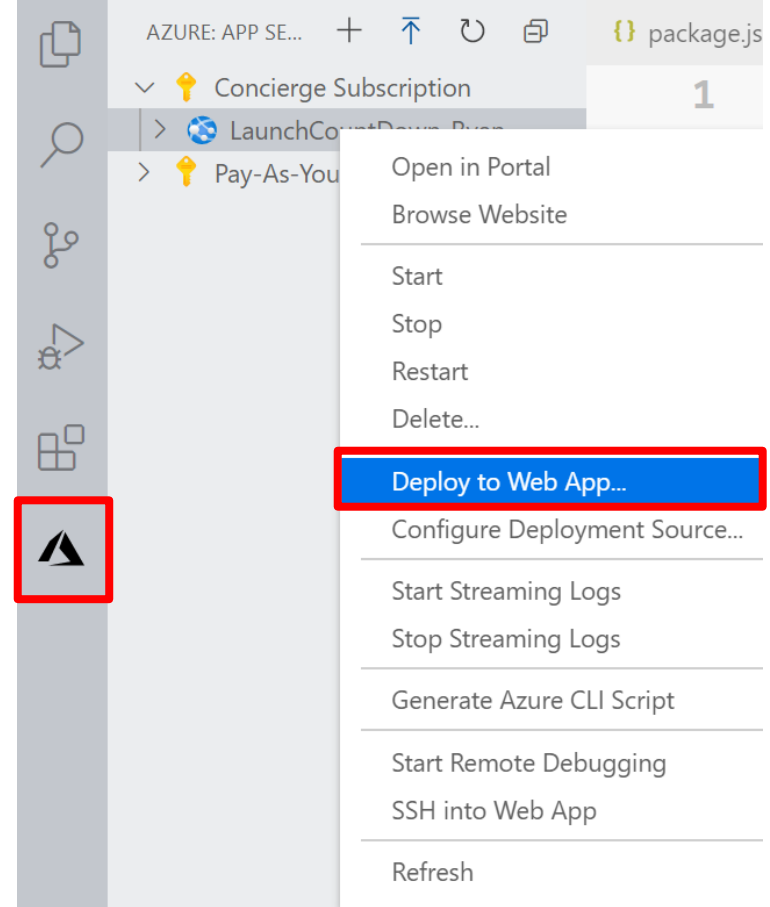 AZURE: APP SE...
{} package.js
Concierge Subscription
1
LaunchCountDown-Ryan
Pay-As-You
Open in Portal
Browse Website
Start
Stop
Restart
Delete...
Deploy to Web App...
Configure Deployment Source...
Start Streaming Logs
Stop Streaming Logs
Generate Azure CLI Script
Start Remote Debugging
SSH into Web App
Refresh